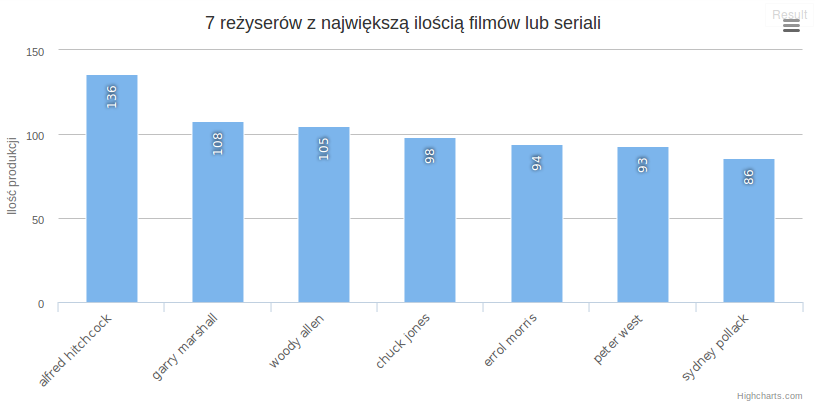 Result
7 reżyserów z największą ilością filmów lub seriali
Ilość produkcji
150
100
50
0
136
108
105
98
94
93
86
alfred hitchcock
garry marshall
woody allen
chuck jones
errol morris
peter west
sydney pollack
Highcharts.com